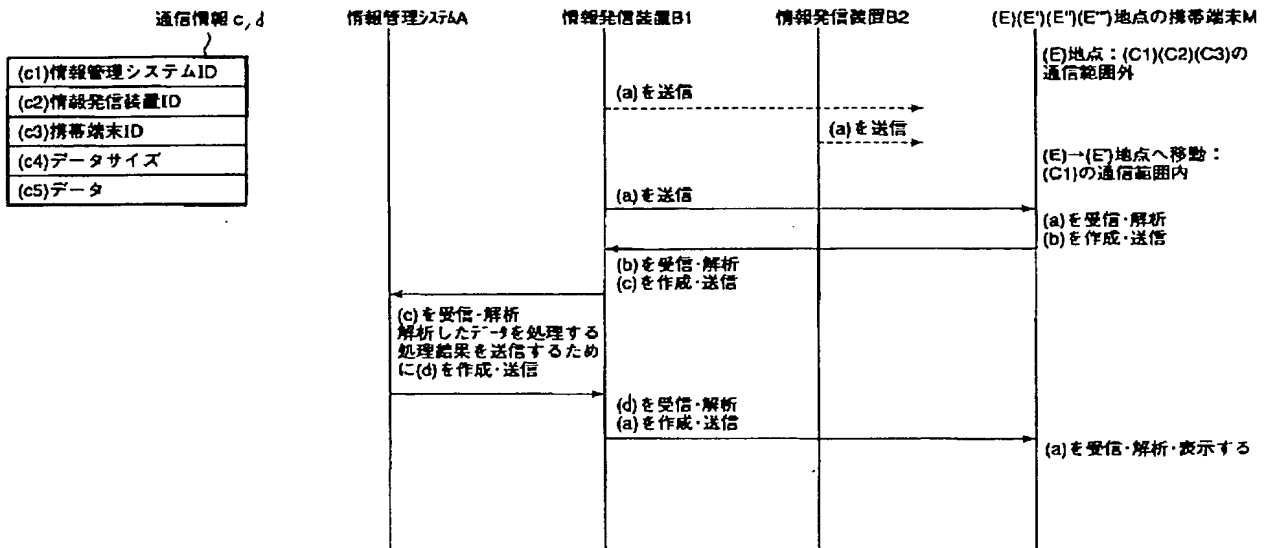 通信情報 c, d
(c1)情報管理システムID
(c2)情報発信装置ID
(c3)携帯端末ID
(c4)データサイズ
(c5)データ
情報管理システムA
情報発信装置B1
情報発信装置B2
(E)(E')(E'')(E''')地点の携帯端末M
(E)地点：(C1)(C2)(C3)の
通信範囲外
(a)を送信
(a)を送信
(E)→(E')地点へ移動：
(C1)の通信範囲内
(a)を送信
(a)を受信・解析
(b)を作成・送信
(b)を受信・解析
(c)を作成・送信
(c)を受信・解析
解析したデータを処理する
処理結果を送信するため
に(d)を作成・送信
(d)を受信・解析
(a)を作成・送信
(a)を受信・解析・表示する